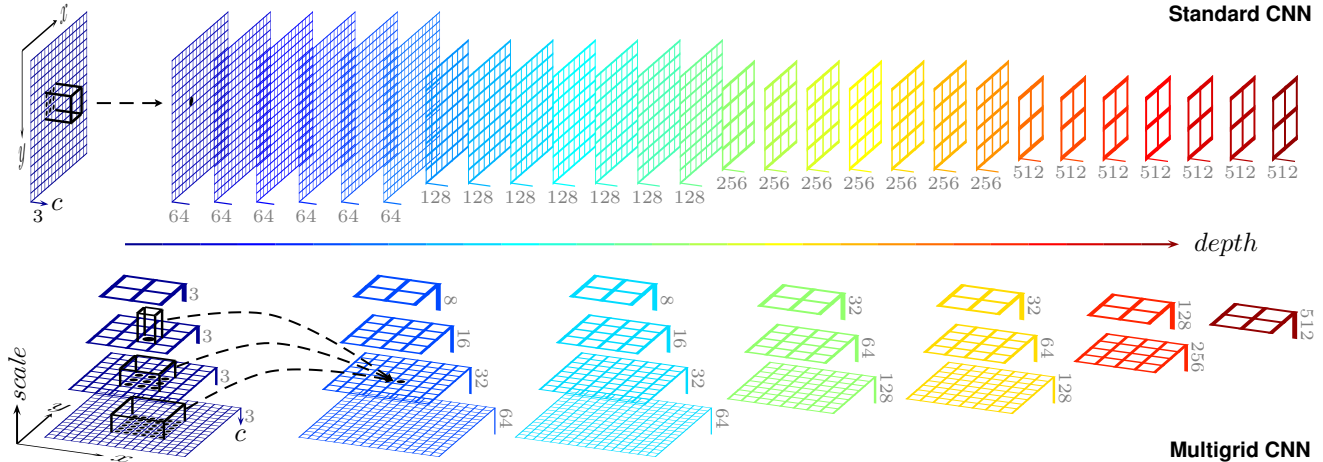 Standard CNN
x
y
3 c
64 64 64 64 64 64 128 128 128 128 128 128 128 256 256 256 256 256 256 256 512 512 512 512 512 512 512
depth
3 8 8 32 32 128 512
3 16 16 64 64 256
3 32 32 128 128
3 64 64
c
scale
y
x
Multigrid CNN